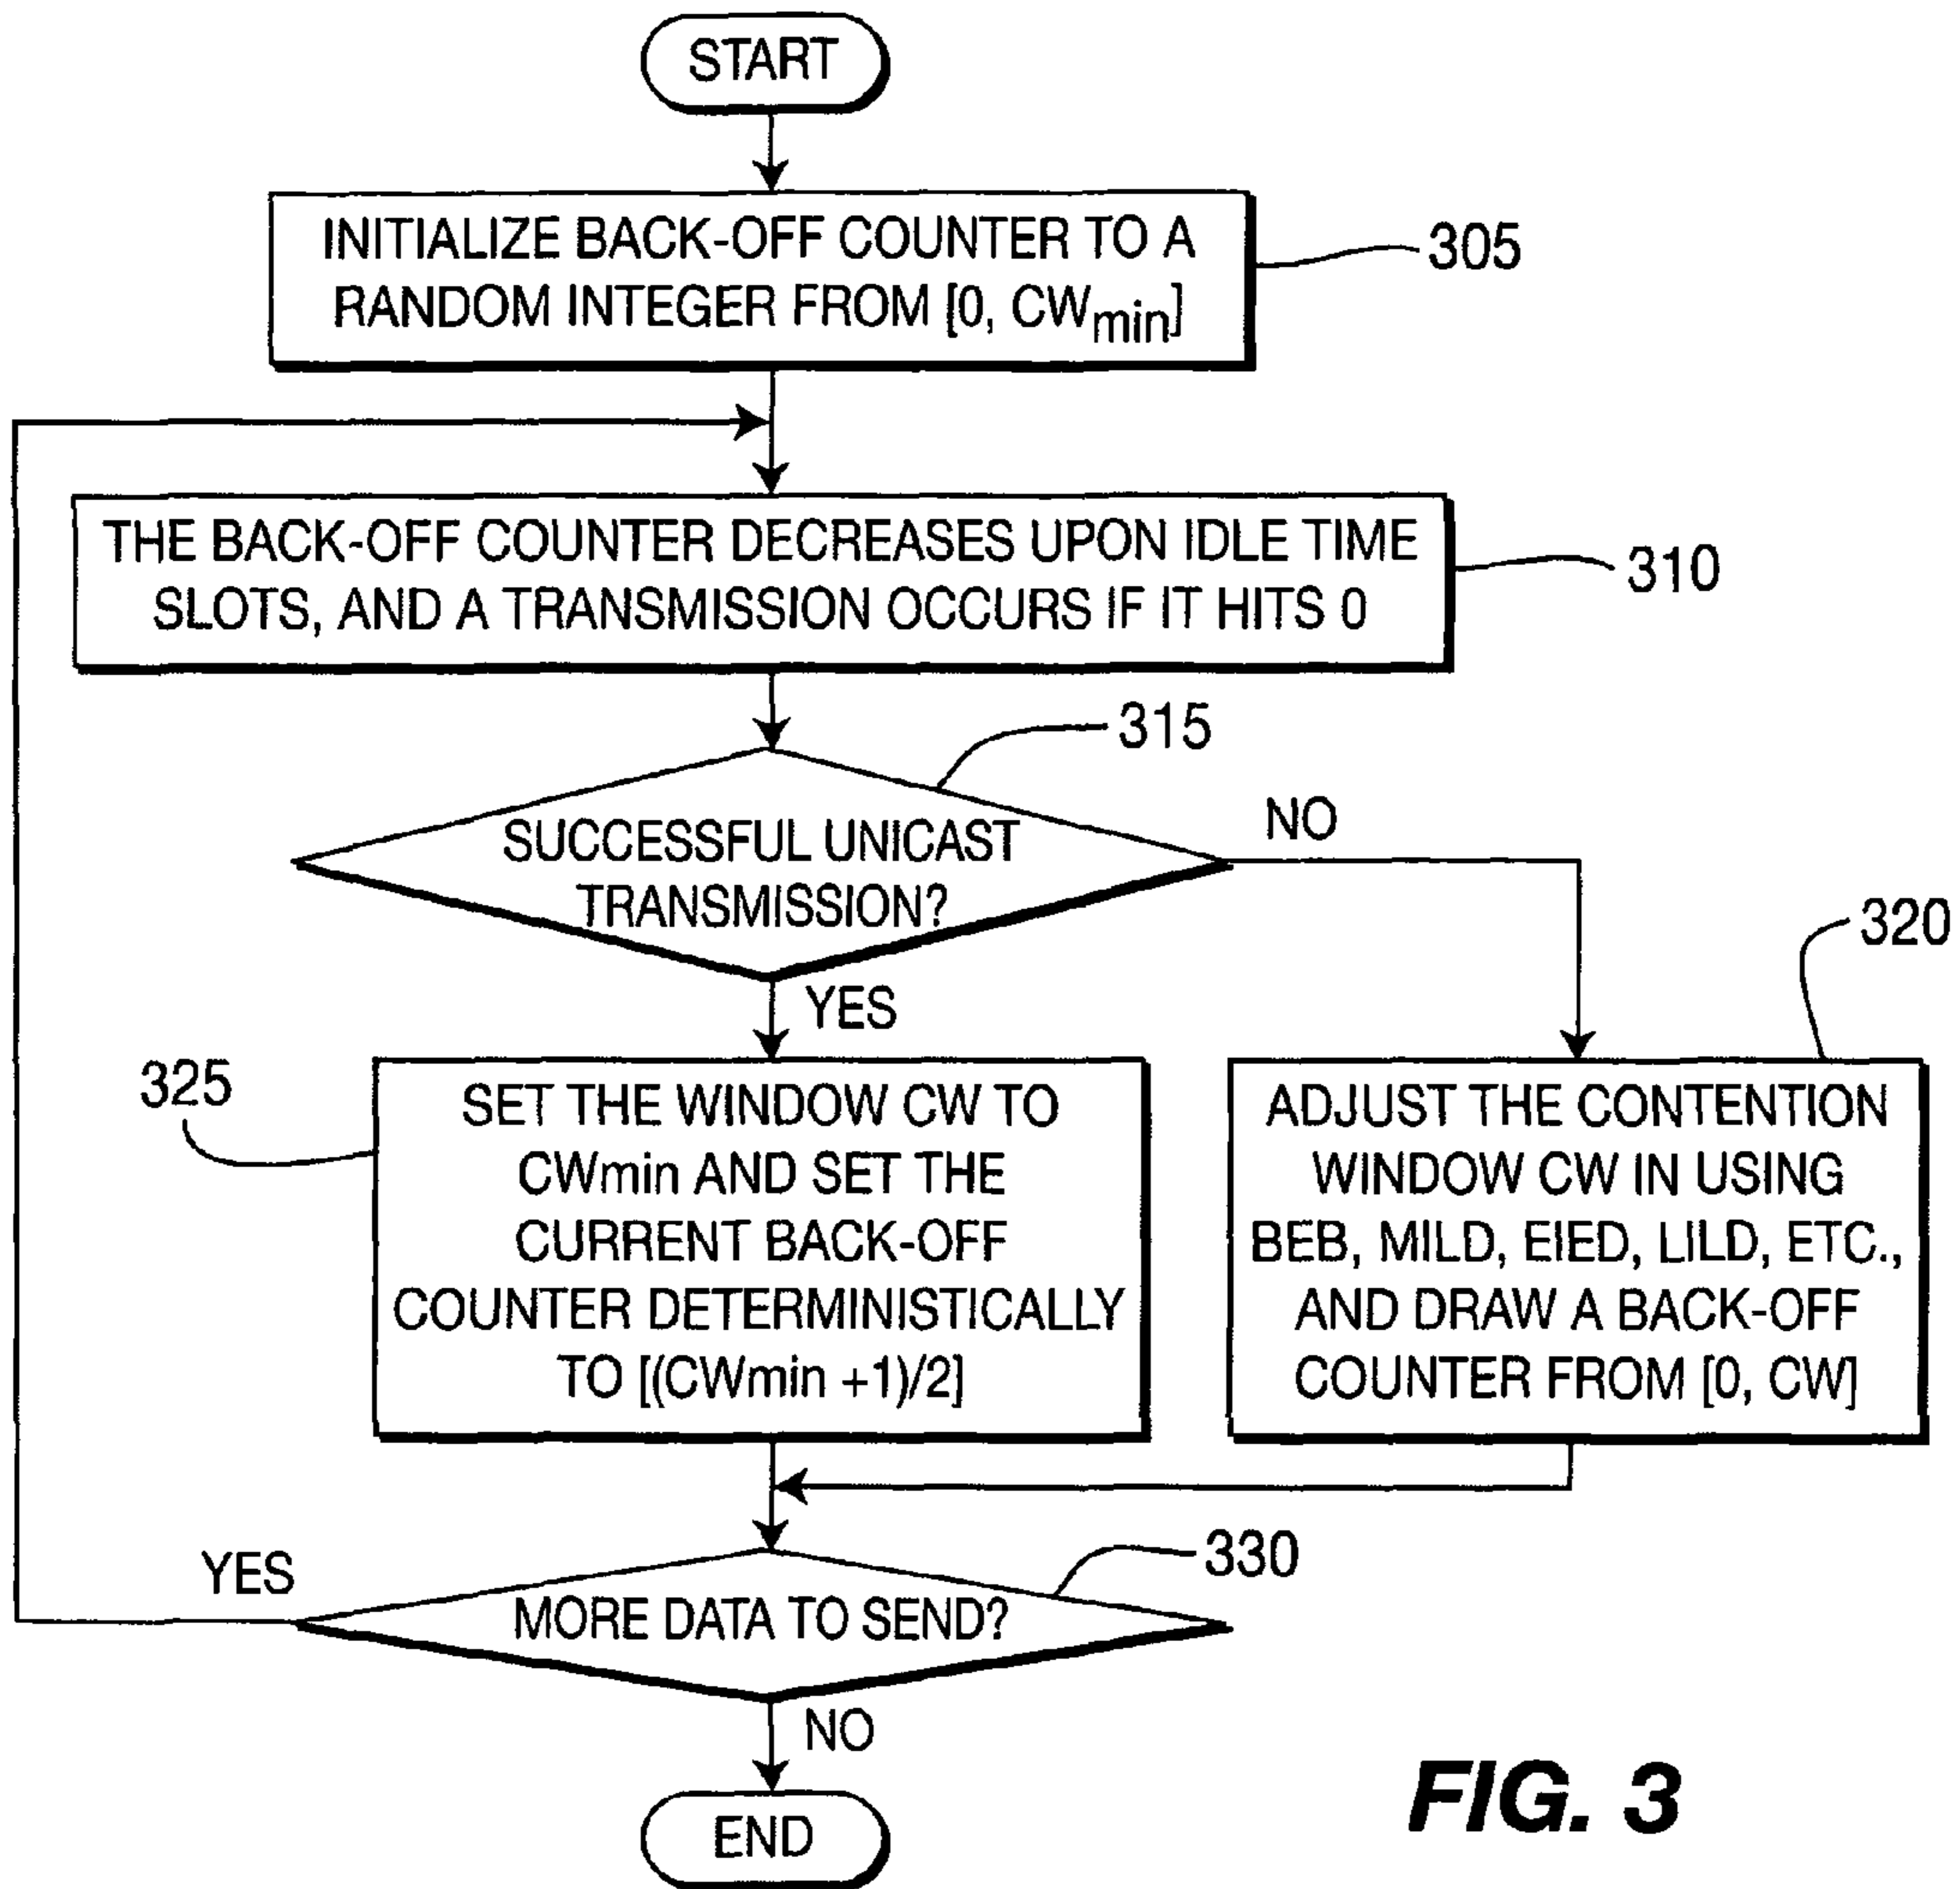 START
INITIALIZE BACK-OFF COUNTER TO A
RANDOM INTEGER FROM [0, CWmin]
305
THE BACK-OFF COUNTER DECREASES UPON IDLE TIME
SLOTS, AND A TRANSMISSION OCCURS IF IT HITS 0
310
315
SUCCESSFUL UNICAST
TRANSMISSION?
NO
YES
320
325
SET THE WINDOW CW TO
CWmin AND SET THE
CURRENT BACK-OFF
COUNTER DETERMINISTICALLY
TO [(CWmin +1)/2]
ADJUST THE CONTENTION
WINDOW CW IN USING
BEB, MILD, EIED, LILD, ETC.,
AND DRAW A BACK-OFF
COUNTER FROM [0, CW]
330
YES
MORE DATA TO SEND?
NO
END
FIG. 3